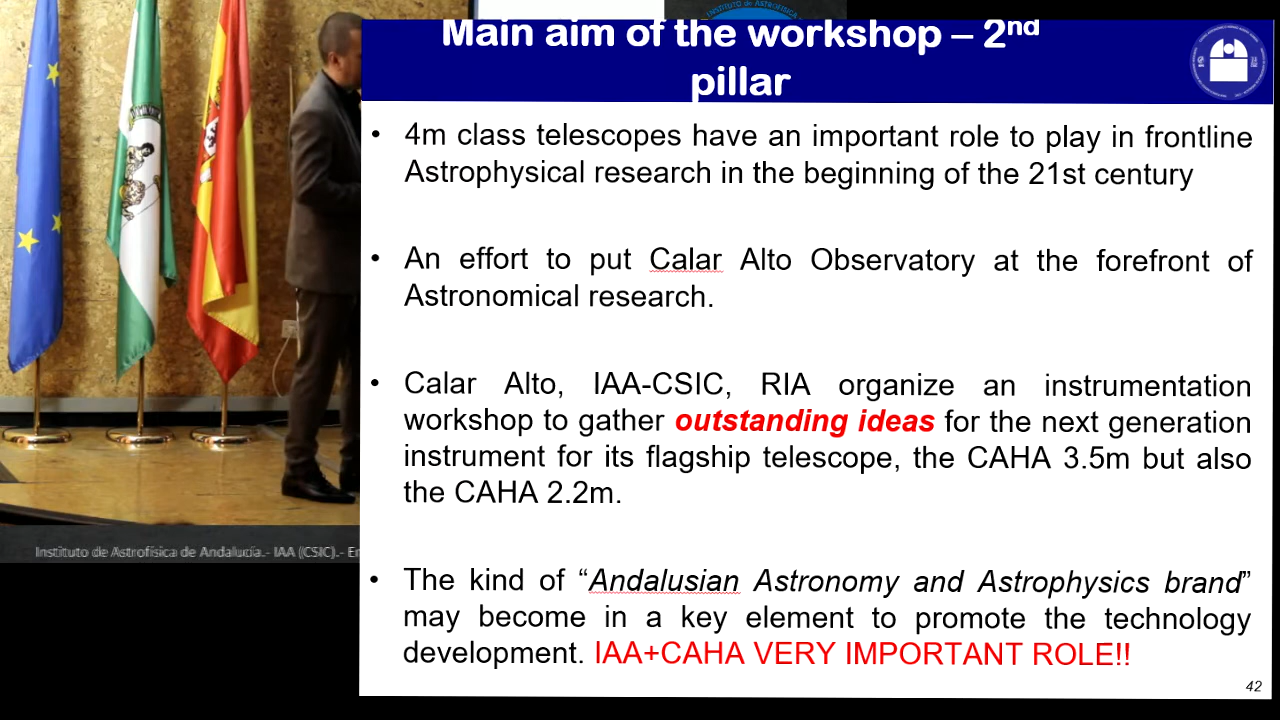 INSTITUTO DE ASTROFÍSICA
Main aim of the workshop – 2nd
pillar
• 4m class telescopes have an important role to play in frontline
Astrophysical research in the beginning of the 21st century
• An effort to put Calar Alto Observatory at the forefront of
Astronomical research.
• Calar Alto, IAA-CSIC, RIA organize an instrumentation
workshop to gather outstanding ideas for the next generation
instrument for its flagship telescope, the CAHA 3.5m but also
the CAHA 2.2m.
• The kind of “Andalusian Astronomy and Astrophysics brand”
may become in a key element to promote the technology
development. IAA+CAHA VERY IMPORTANT ROLE!!
42
Instituto de Astrofísica de Andalucía.- IAA (CSIC).- En